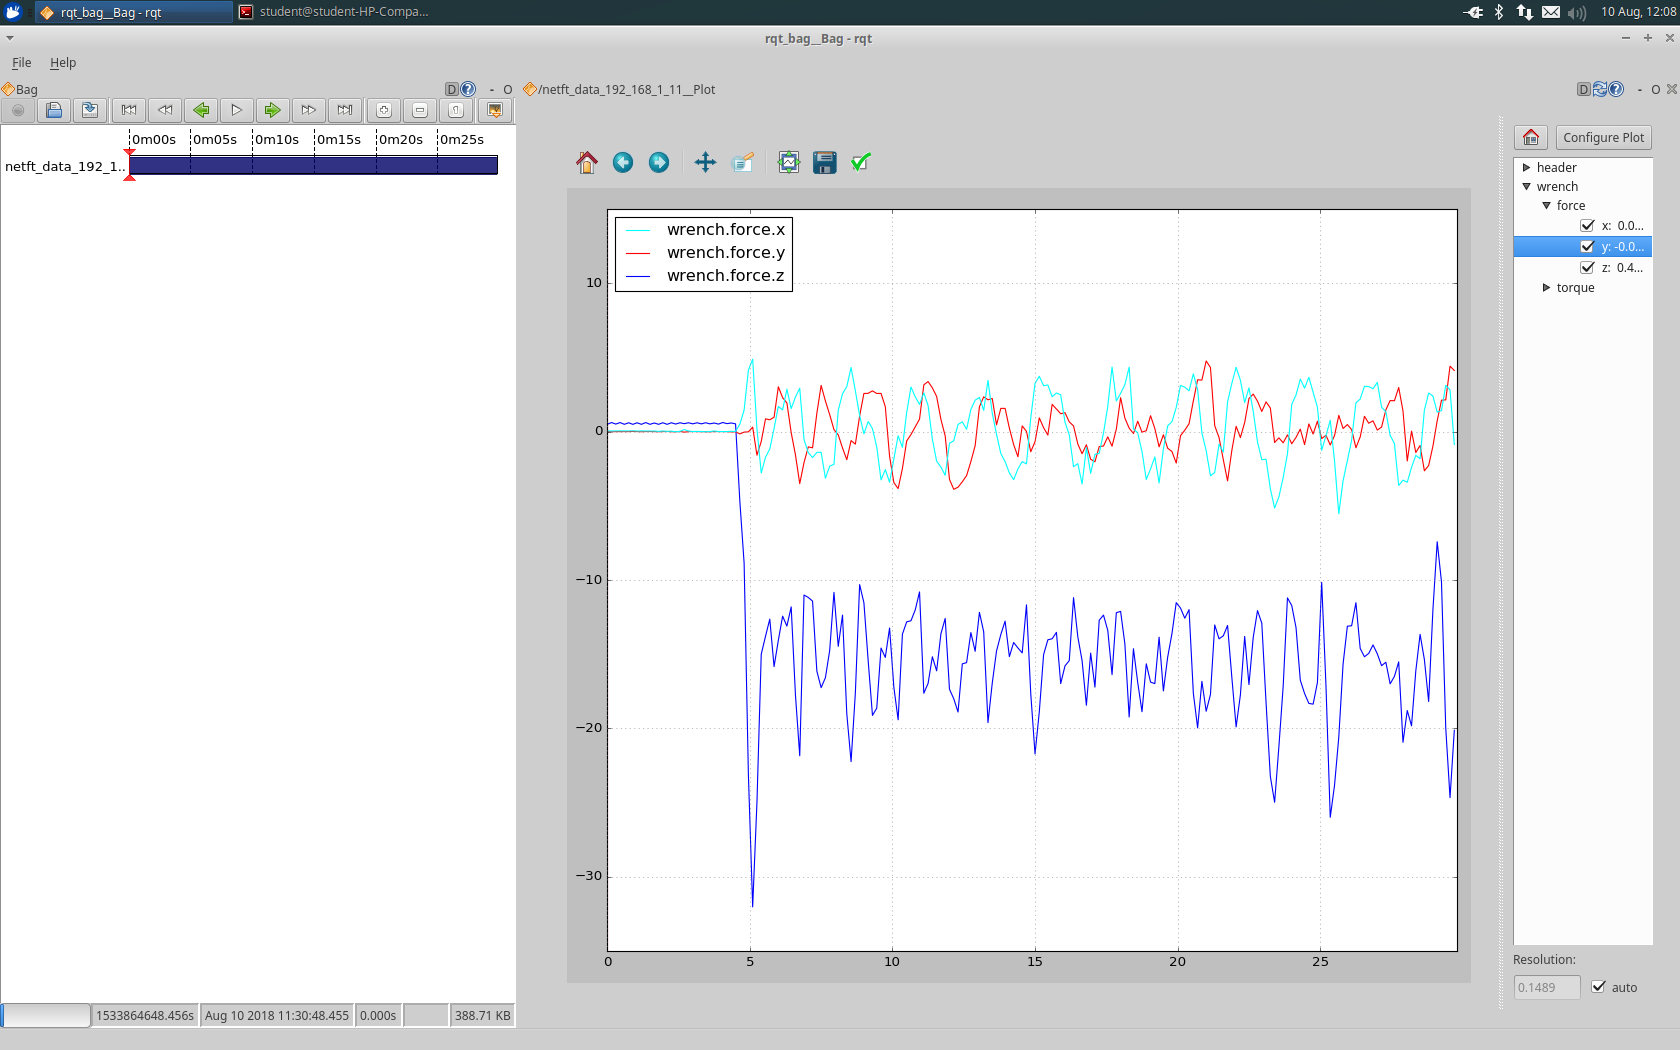 rqt_bag__Bag - rqt
student@student-HP-Compa...
10 Aug, 12:08
rqt_bag__Bag - rqt
File Help
Bag
D
- O
/netft_data_192_168_1_11__Plot
D
- O
0m00s 0m05s 0m10s 0m15s 0m20s 0m25s
netft_data_192_1..
wrench.force.x
wrench.force.y
wrench.force.z
10
0
−10
−20
−30
0 5 10 15 20 25
Configure Plot
header
wrench
force
x: 0.0...
y: -0.0...
z: 0.4...
torque
Resolution:
0.1489
auto
1533864648.456s
Aug 10 2018 11:30:48.455
0.000s
388.71 KB